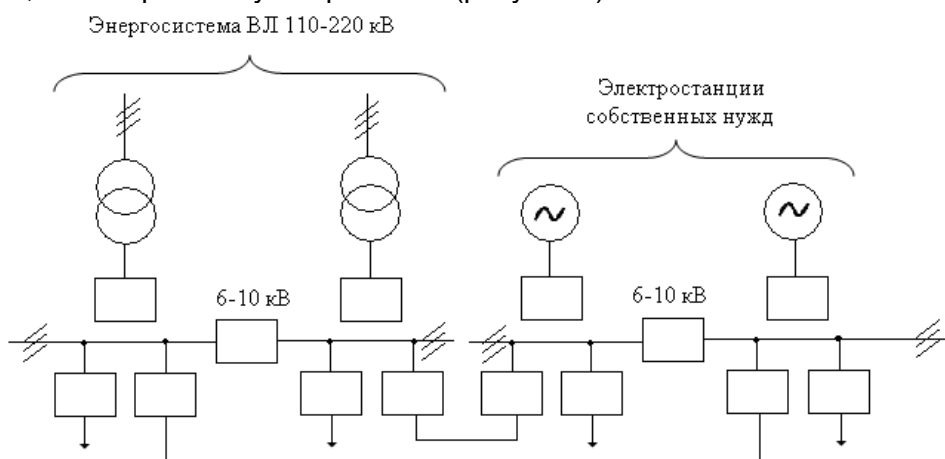 Энергосистема ВЛ 110-220 кВ
Электростанции
собственных нужд
6-10 кВ
6-10 кВ